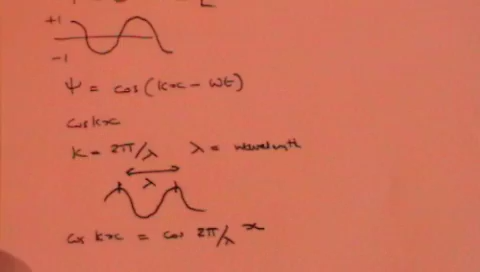 +1
-1
ψ = cos(kx - ωt)
cos kx
k = 2π/λ λ = wavelength
λ
cos kx = cos 2π/λ x